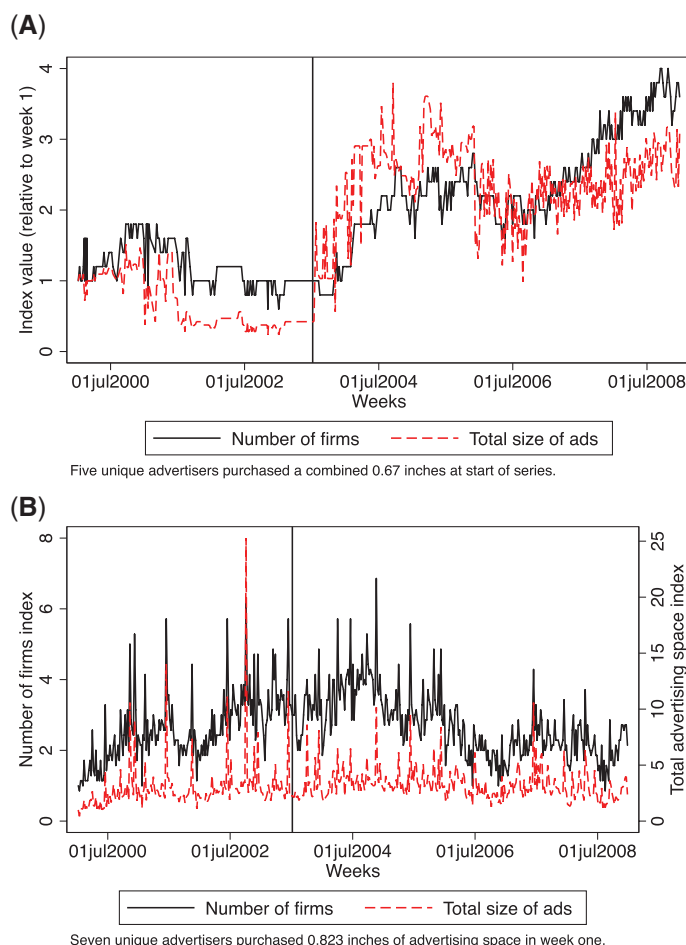 (A)
Index value (relative to week 1)
4
3
2
1
0
01jul2000 01jul2002 01jul2004 01jul2006 01jul2008
Weeks
Number of firms Total size of ads
Five unique advertisers purchased a combined 0.67 inches at start of series.
(B)
Number of firms index
8
6
4
2
0
Total advertising space index
25
20
15
10
5
0
01jul2000 01jul2002 01jul2004 01jul2006 01jul2008
Weeks
Number of firms Total size of ads
Seven unique advertisers purchased 0.823 inches of advertising space in week one.